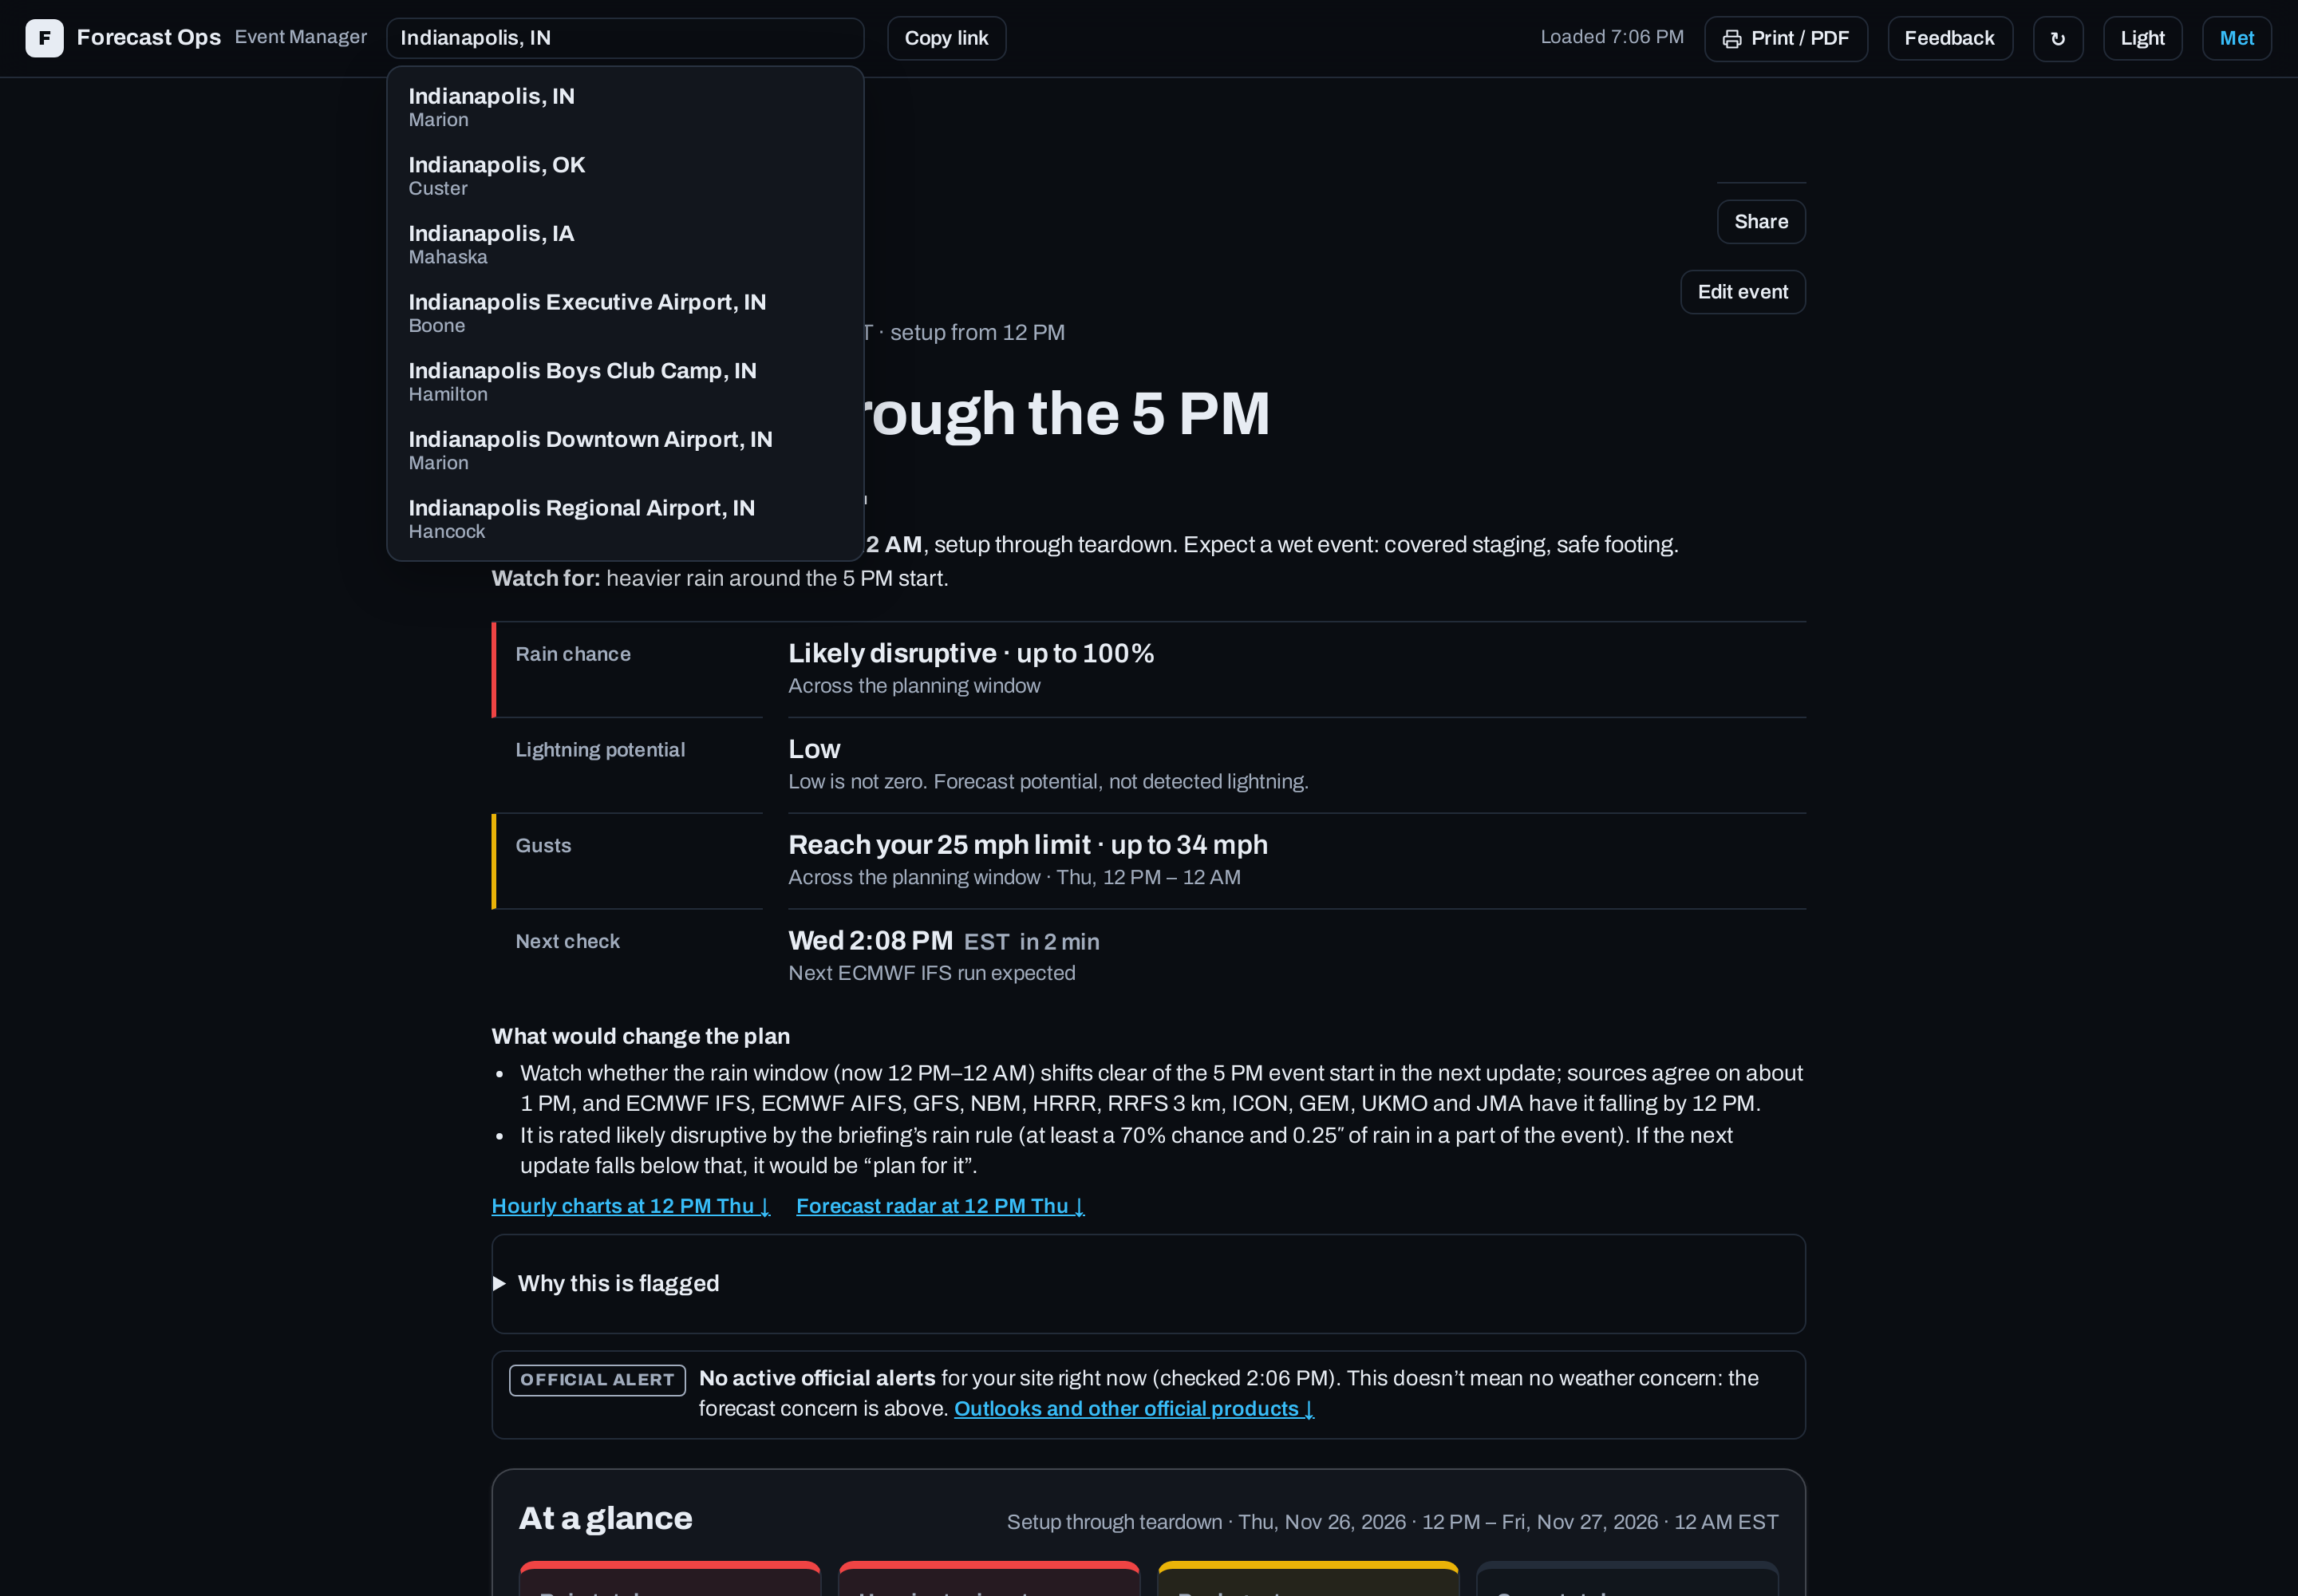 F Forecast Ops Event Manager Indianapolis, IN Copy link Loaded 7:06 PM Print / PDF Feedback ↻ Light Met
Indianapolis, IN
Marion
Indianapolis, OK
Custer
Indianapolis, IA
Mahaska
Indianapolis Executive Airport, IN
Boone
Indianapolis Boys Club Camp, IN
Hamilton
Indianapolis Downtown Airport, IN
Marion
Indianapolis Regional Airport, IN
Hancock
Share
Edit event
T · setup from 12 PM
rough the 5 PM
2 AM, setup through teardown. Expect a wet event: covered staging, safe footing.
Watch for: heavier rain around the 5 PM start.
Rain chance
Likely disruptive · up to 100%
Across the planning window
Lightning potential
Low
Low is not zero. Forecast potential, not detected lightning.
Gusts
Reach your 25 mph limit · up to 34 mph
Across the planning window · Thu, 12 PM – 12 AM
Next check
Wed 2:08 PM EST in 2 min
Next ECMWF IFS run expected
What would change the plan
• Watch whether the rain window (now 12 PM–12 AM) shifts clear of the 5 PM event start in the next update; sources agree on about
1 PM, and ECMWF IFS, ECMWF AIFS, GFS, NBM, HRRR, RRFS 3 km, ICON, GEM, UKMO and JMA have it falling by 12 PM.
• It is rated likely disruptive by the briefing’s rain rule (at least a 70% chance and 0.25″ of rain in a part of the event). If the next
update falls below that, it would be “plan for it”.
Hourly charts at 12 PM Thu ↓ Forecast radar at 12 PM Thu ↓
▶ Why this is flagged
OFFICIAL ALERT No active official alerts for your site right now (checked 2:06 PM). This doesn’t mean no weather concern: the
forecast concern is above. Outlooks and other official products ↓
At a glance
Setup through teardown · Thu, Nov 26, 2026 · 12 PM – Fri, Nov 27, 2026 · 12 AM EST